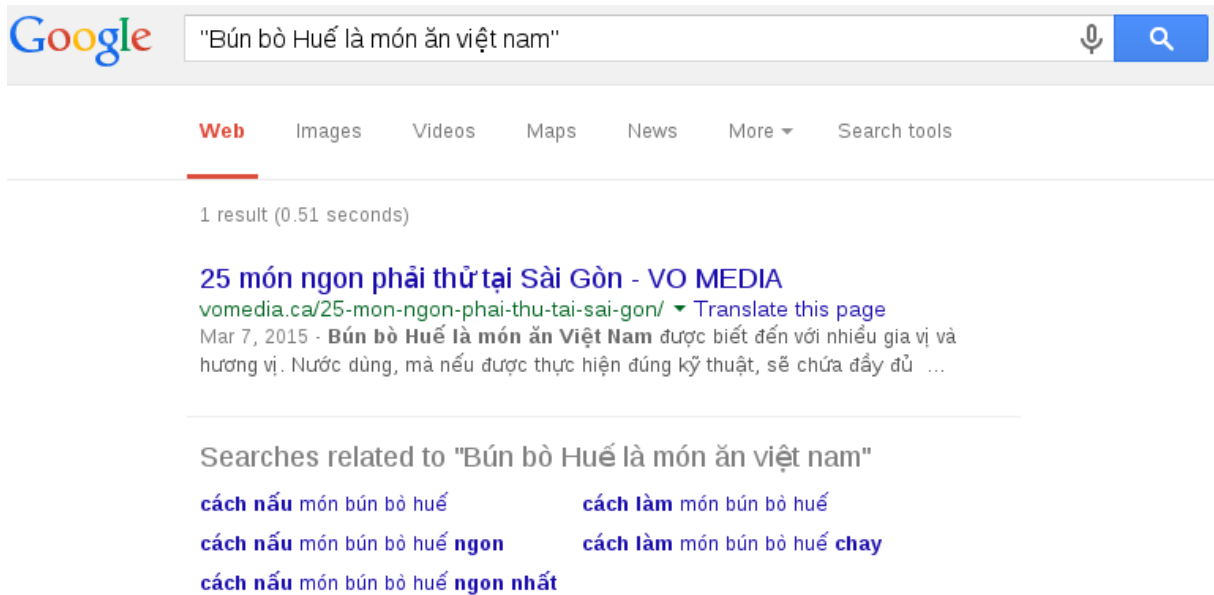 Google "Bún bò Huế là món ăn việt nam"
Web Images Videos Maps News More Search tools
1 result (0.51 seconds)
25 món ngon phải thử tại Sài Gòn - VO MEDIA
vomedia.ca/25-mon-ngon-phai-thu-tai-sai-gon/ Translate this page
Mar 7, 2015 - Bún bò Huế là món ăn Việt Nam được biết đến với nhiều gia vị và
hương vị. Nước dùng, mà nếu được thực hiện đúng kỹ thuật, sẽ chứa đầy đủ ...
Searches related to "Bún bò Huế là món ăn việt nam"
cách nấu món bún bò huế cách làm món bún bò huế
cách nấu món bún bò huế ngon cách làm món bún bò huế chay
cách nấu món bún bò huế ngon nhất